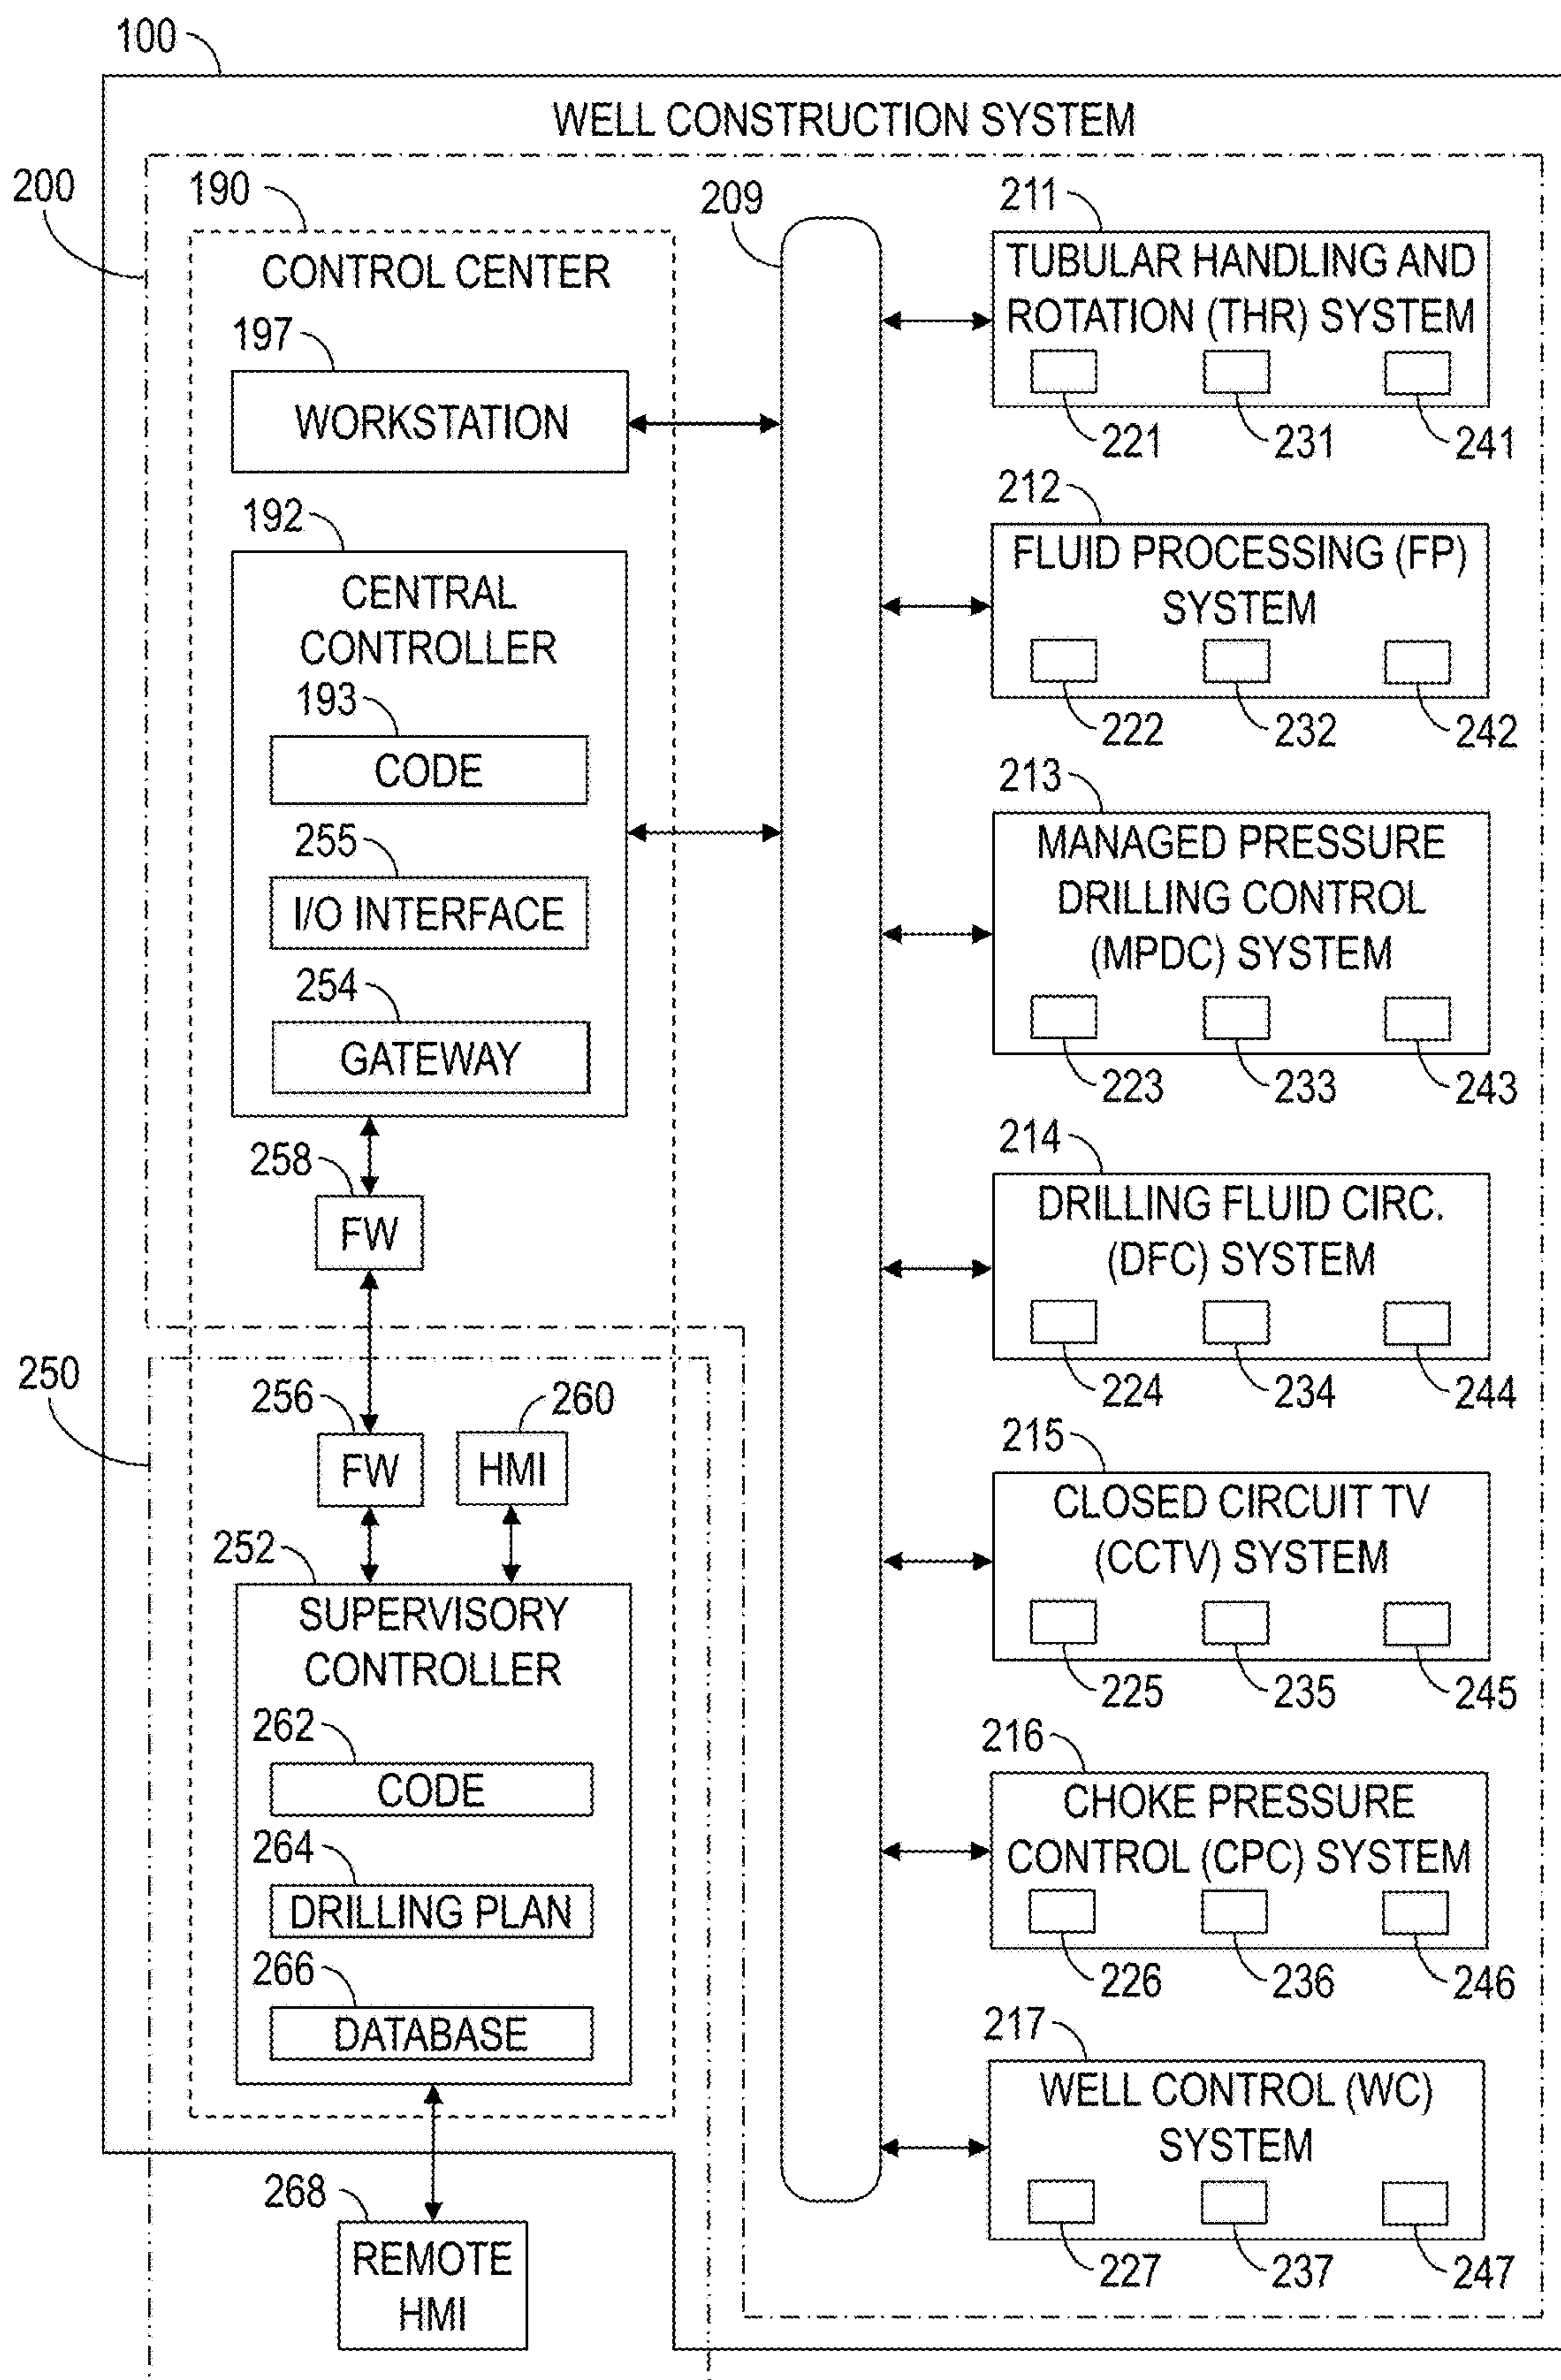 100
WELL CONSTRUCTION SYSTEM
200
190
CONTROL CENTER
197
WORKSTATION
192
CENTRAL
CONTROLLER
193
CODE
255
I/O INTERFACE
254
GATEWAY
258
FW
250
256
FW
260
HMI
252
SUPERVISORY
CONTROLLER
262
CODE
264
DRILLING PLAN
266
DATABASE
268
REMOTE
HMI
209
211
TUBULAR HANDLING AND
ROTATION (THR) SYSTEM
221 231 241
212
FLUID PROCESSING (FP)
SYSTEM
222 232 242
213
MANAGED PRESSURE
DRILLING CONTROL
(MPDC) SYSTEM
223 233 243
214
DRILLING FLUID CIRC.
(DFC) SYSTEM
224 234 244
215
CLOSED CIRCUIT TV
(CCTV) SYSTEM
225 235 245
216
CHOKE PRESSURE
CONTROL (CPC) SYSTEM
226 236 246
217
WELL CONTROL (WC)
SYSTEM
227 237 247